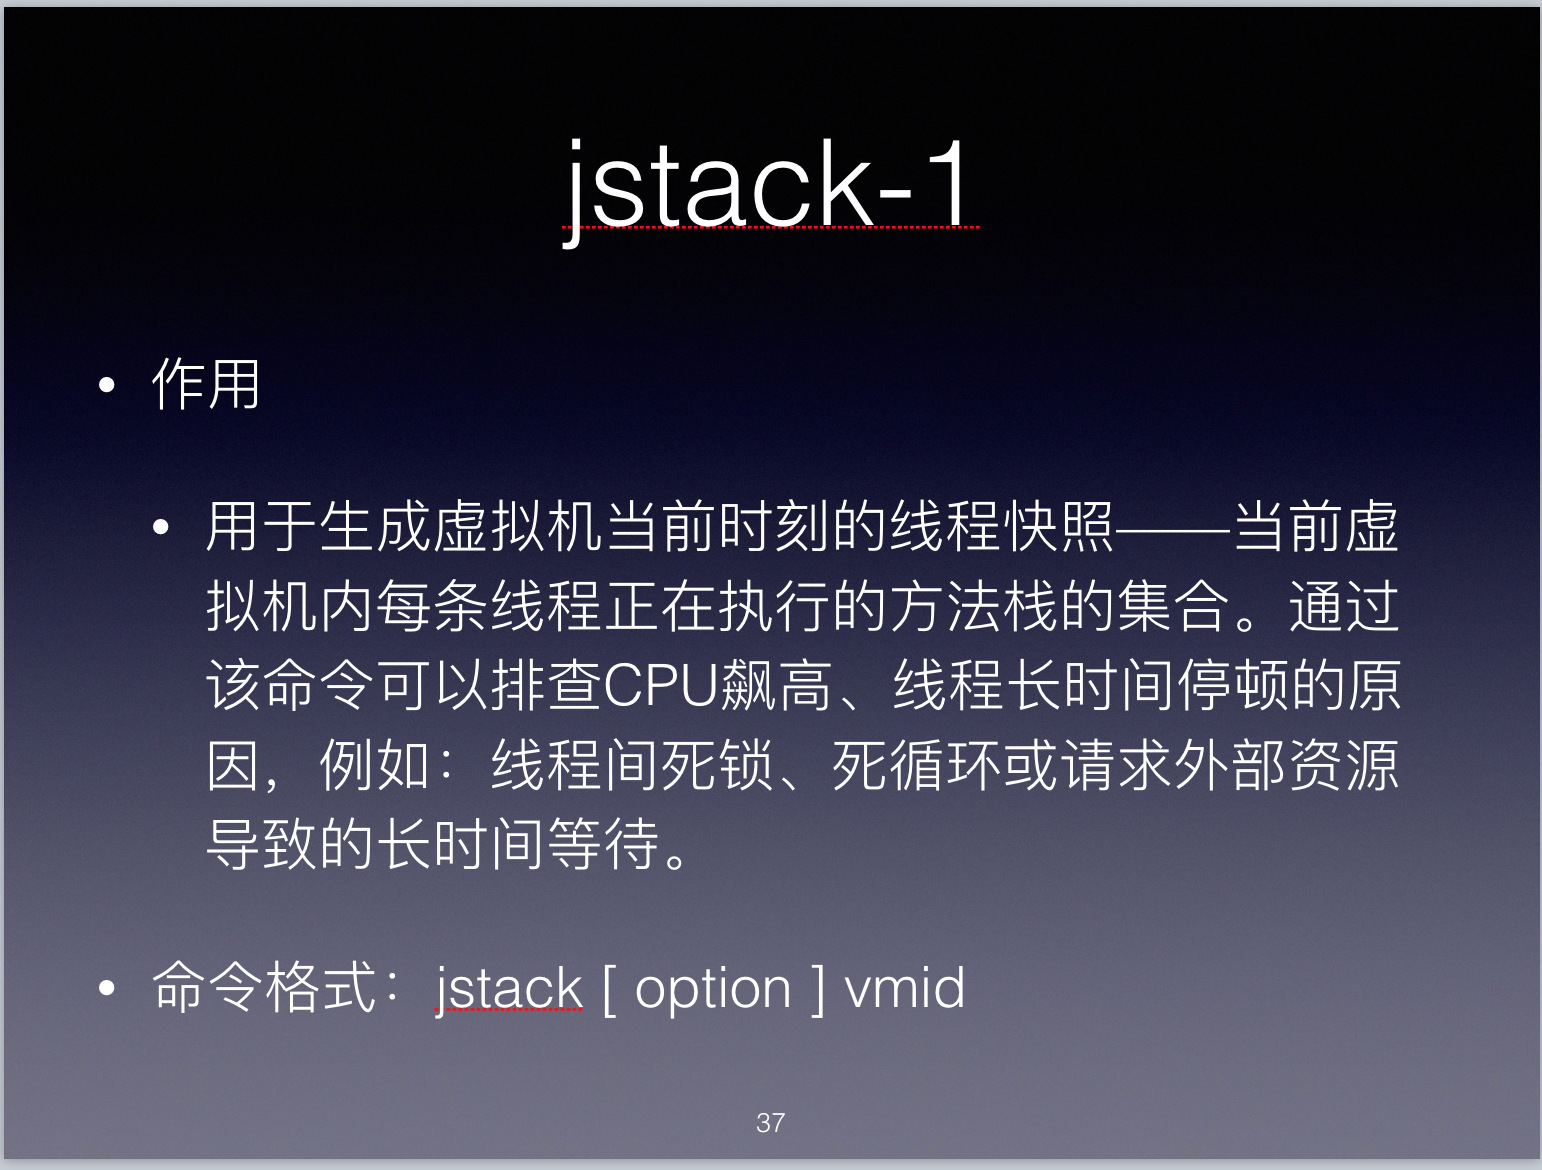 jstack-1
• 作用
• 用于生成虚拟机当前时刻的线程快照——当前虚
拟机内每条线程正在执行的方法栈的集合。通过
该命令可以排查CPU飙高、线程长时间停顿的原
因，例如：线程间死锁、死循环或请求外部资源
导致的长时间等待。
• 命令格式：jstack [ option ] vmid
37